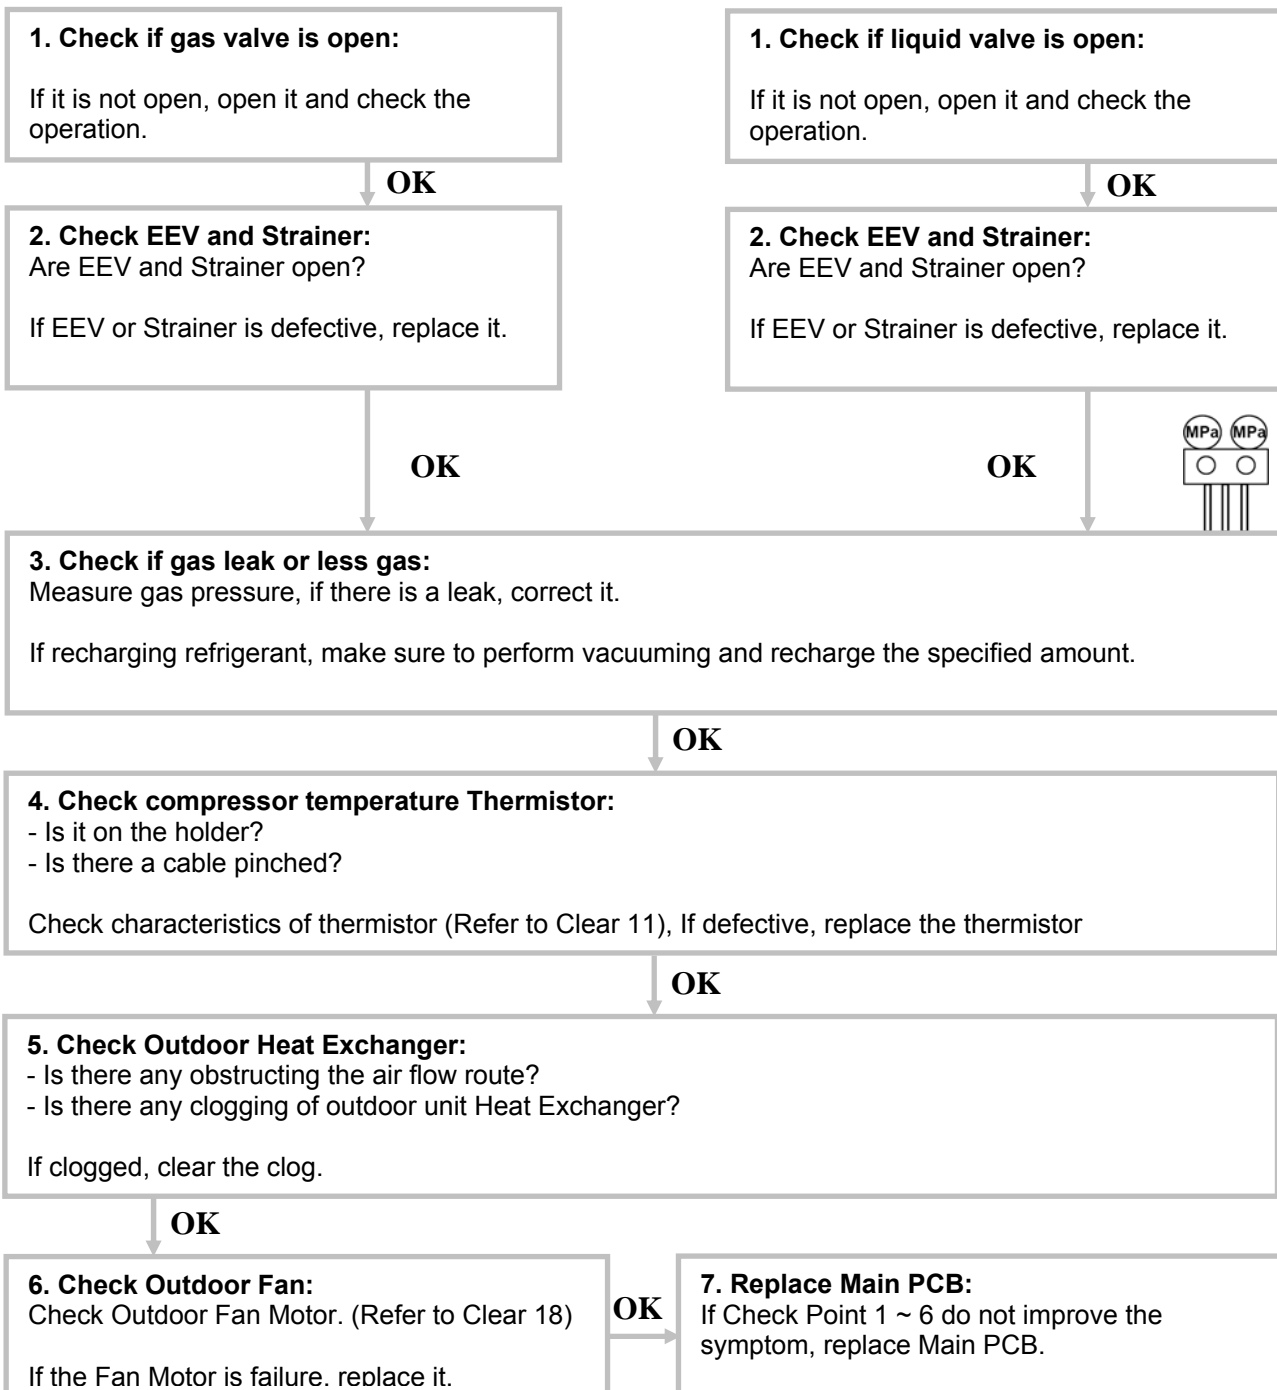 1. Check if gas valve is open:
If it is not open, open it and check the
operation.
OK
1. Check if liquid valve is open:
If it is not open, open it and check the
operation.
OK
2. Check EEV and Strainer:
Are EEV and Strainer open?
If EEV or Strainer is defective, replace it.
OK
2. Check EEV and Strainer:
Are EEV and Strainer open?
If EEV or Strainer is defective, replace it.
OK
MPa MPa
3. Check if gas leak or less gas:
Measure gas pressure, if there is a leak, correct it.
If recharging refrigerant, make sure to perform vacuuming and recharge the specified amount.
OK
4. Check compressor temperature Thermistor:
- Is it on the holder?
- Is there a cable pinched?
Check characteristics of thermistor (Refer to Clear 11), If defective, replace the thermistor
OK
5. Check Outdoor Heat Exchanger:
- Is there any obstructing the air flow route?
- Is there any clogging of outdoor unit Heat Exchanger?
If clogged, clear the clog.
OK
6. Check Outdoor Fan:
Check Outdoor Fan Motor. (Refer to Clear 18)
If the Fan Motor is failure, replace it.
OK
7. Replace Main PCB:
If Check Point 1 ~ 6 do not improve the
symptom, replace Main PCB.